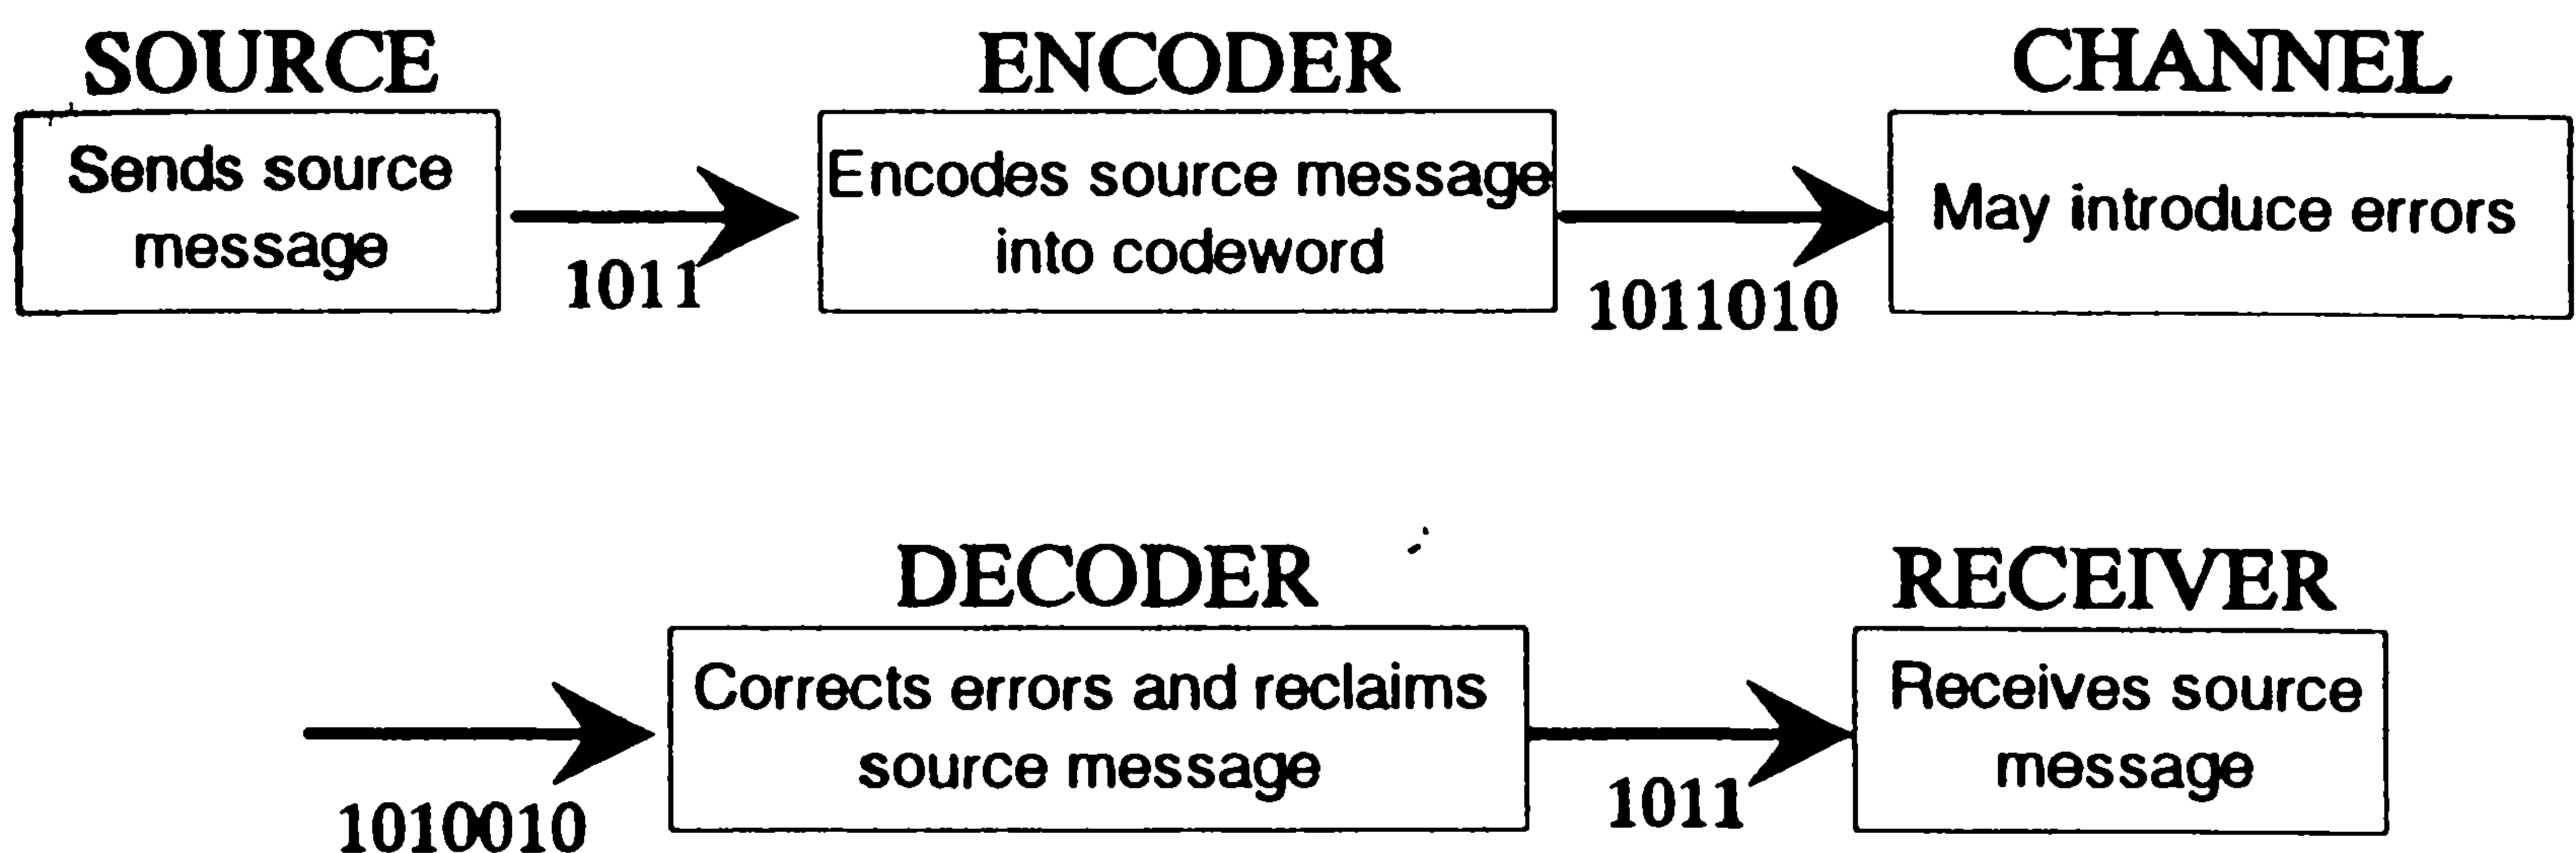 SOURCE
Sends source
message
1011
ENCODER
Encodes source message
into codeword
1011010
CHANNEL
May introduce errors
1010010
DECODER
Corrects errors and reclaims
source message
1011
RECEIVER
Receives source
message